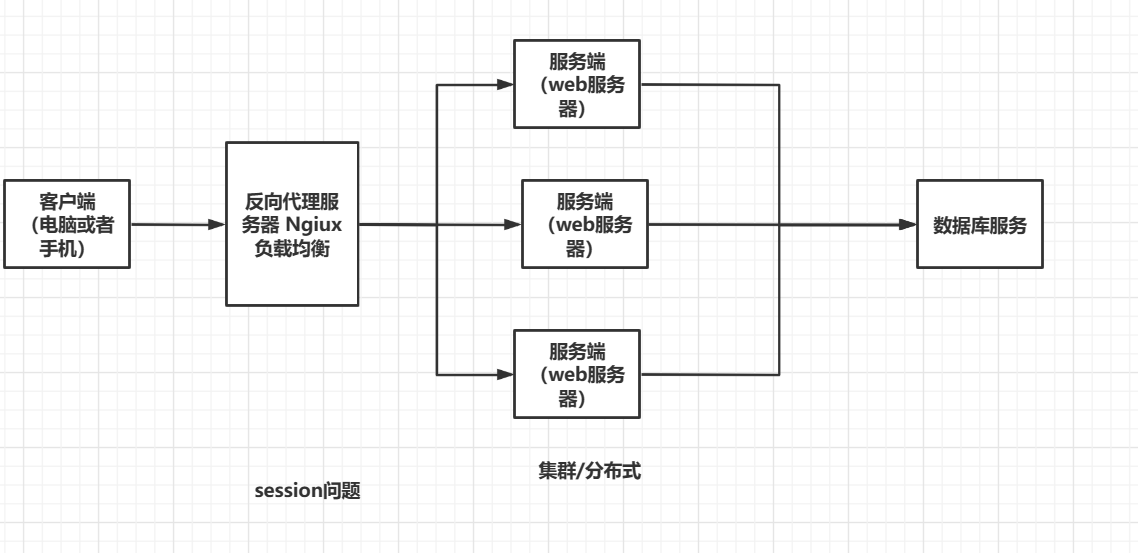 服务端
（web服务
器）
客户端
（电脑或者
手机）
反向代理服
务器 Ngiux
负载均衡
服务端
（web服务
器）
数据库服务
服务端
（web服务
器）
集群/分布式
session问题